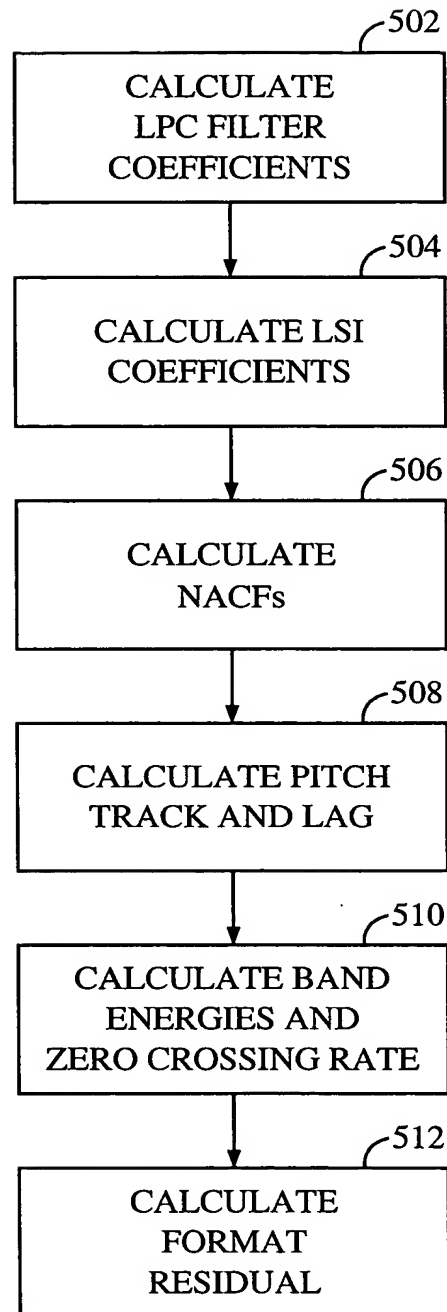 502
CALCULATE
LPC FILTER
COEFFICIENTS
504
CALCULATE LSI
COEFFICIENTS
506
CALCULATE
NACFs
508
CALCULATE PITCH
TRACK AND LAG
510
CALCULATE BAND
ENERGIES AND
ZERO CROSSING RATE
512
CALCULATE
FORMAT
RESIDUAL